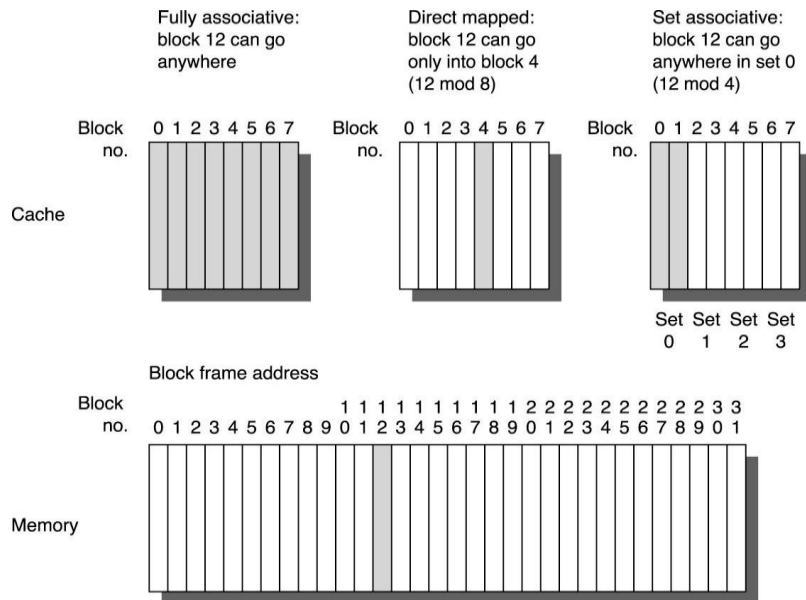 Fully associative:
block 12 can go
anywhere
Direct mapped:
block 12 can go
only into block 4
(12 mod 8)
Set associative:
block 12 can go
anywhere in set 0
(12 mod 4)
Block
no.
0 1 2 3 4 5 6 7
Block
no.
0 1 2 3 4 5 6 7
Block
no.
0 1 2 3 4 5 6 7
Cache
Set Set Set Set
0 1 2 3
Block frame address
Block
no.
1 1 1 1 1 1 1 1 1 1 2 2 2 2 2 2 2 2 2 2 3 3
0 1 2 3 4 5 6 7 8 9 0 1 2 3 4 5 6 7 8 9 0 1 2 3 4 5 6 7 8 9 0 1
Memory